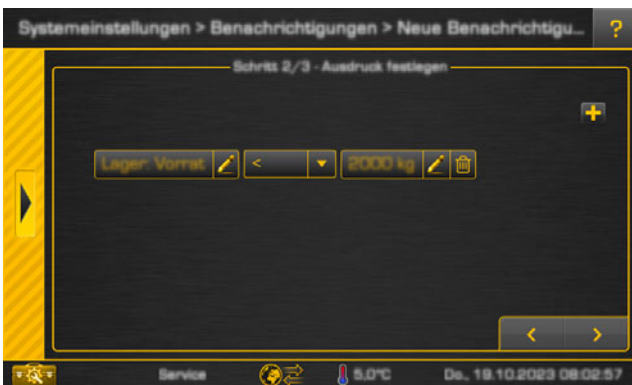 Systemeinstellungen > Benachrichtigungen > Neue Benachrichtigu... ?
Schritt 2/3 - Ausdruck festlegen
+
Lager: Vorrat < 2000 kg
< >
Service 5,0°C Do., 19.10.2023 08:02:57